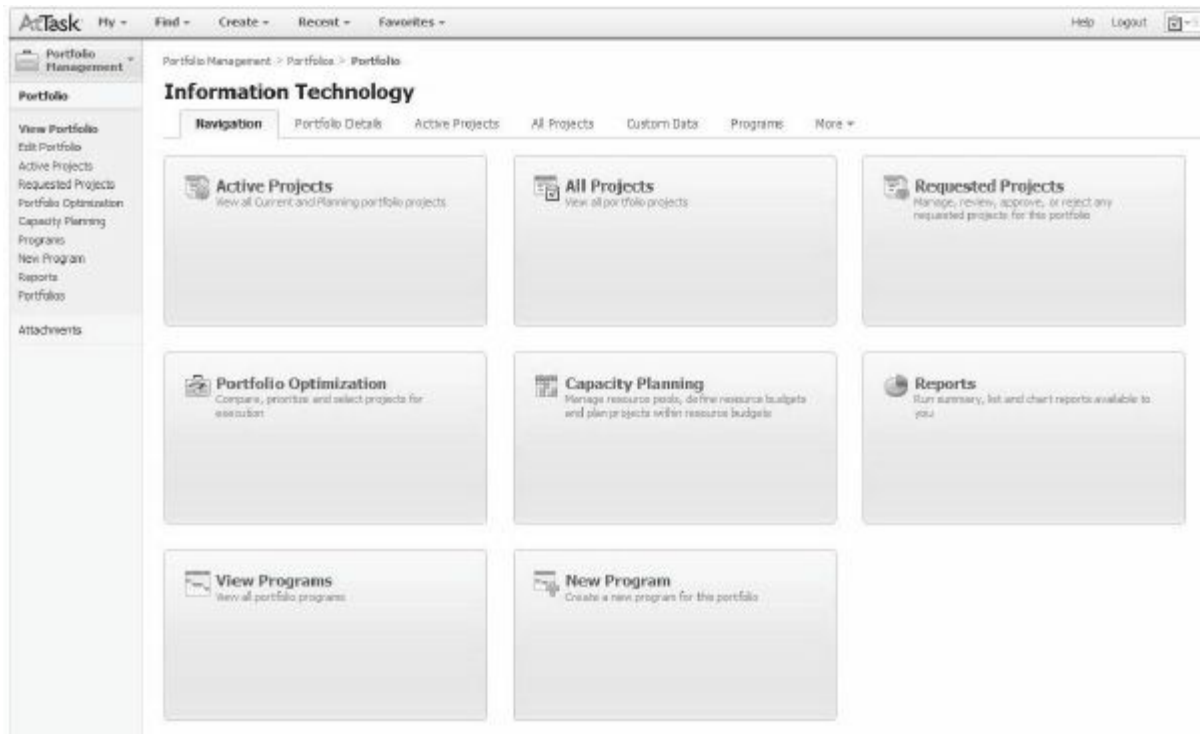 AtTask My Find Create Recent Favorites Help Logout
Portfolio Management
Portfolio
View Portfolio
Edit Portfolio
Active Projects
Requested Projects
Portfolio Optimization
Capacity Planning
Programs
New Program
Reports
Portfolios
Attachments
Portfolio Management > Portfolios > Portfolio
Information Technology
Navigation Portfolio Details Active Projects All Projects Custom Data Programs More
Active Projects
View all Current and Planning portfolio projects
All Projects
View all portfolio projects
Requested Projects
Manage, review, approve, or reject any
requested projects for this portfolio
Portfolio Optimization
Compare, prioritize and select projects for
execution
Capacity Planning
Manage resource pools, define resource budgets
and plan projects within resource budgets
Reports
Run summary, list and chart reports available to
you
View Programs
View all portfolio programs
New Program
Create a new program for this portfolio